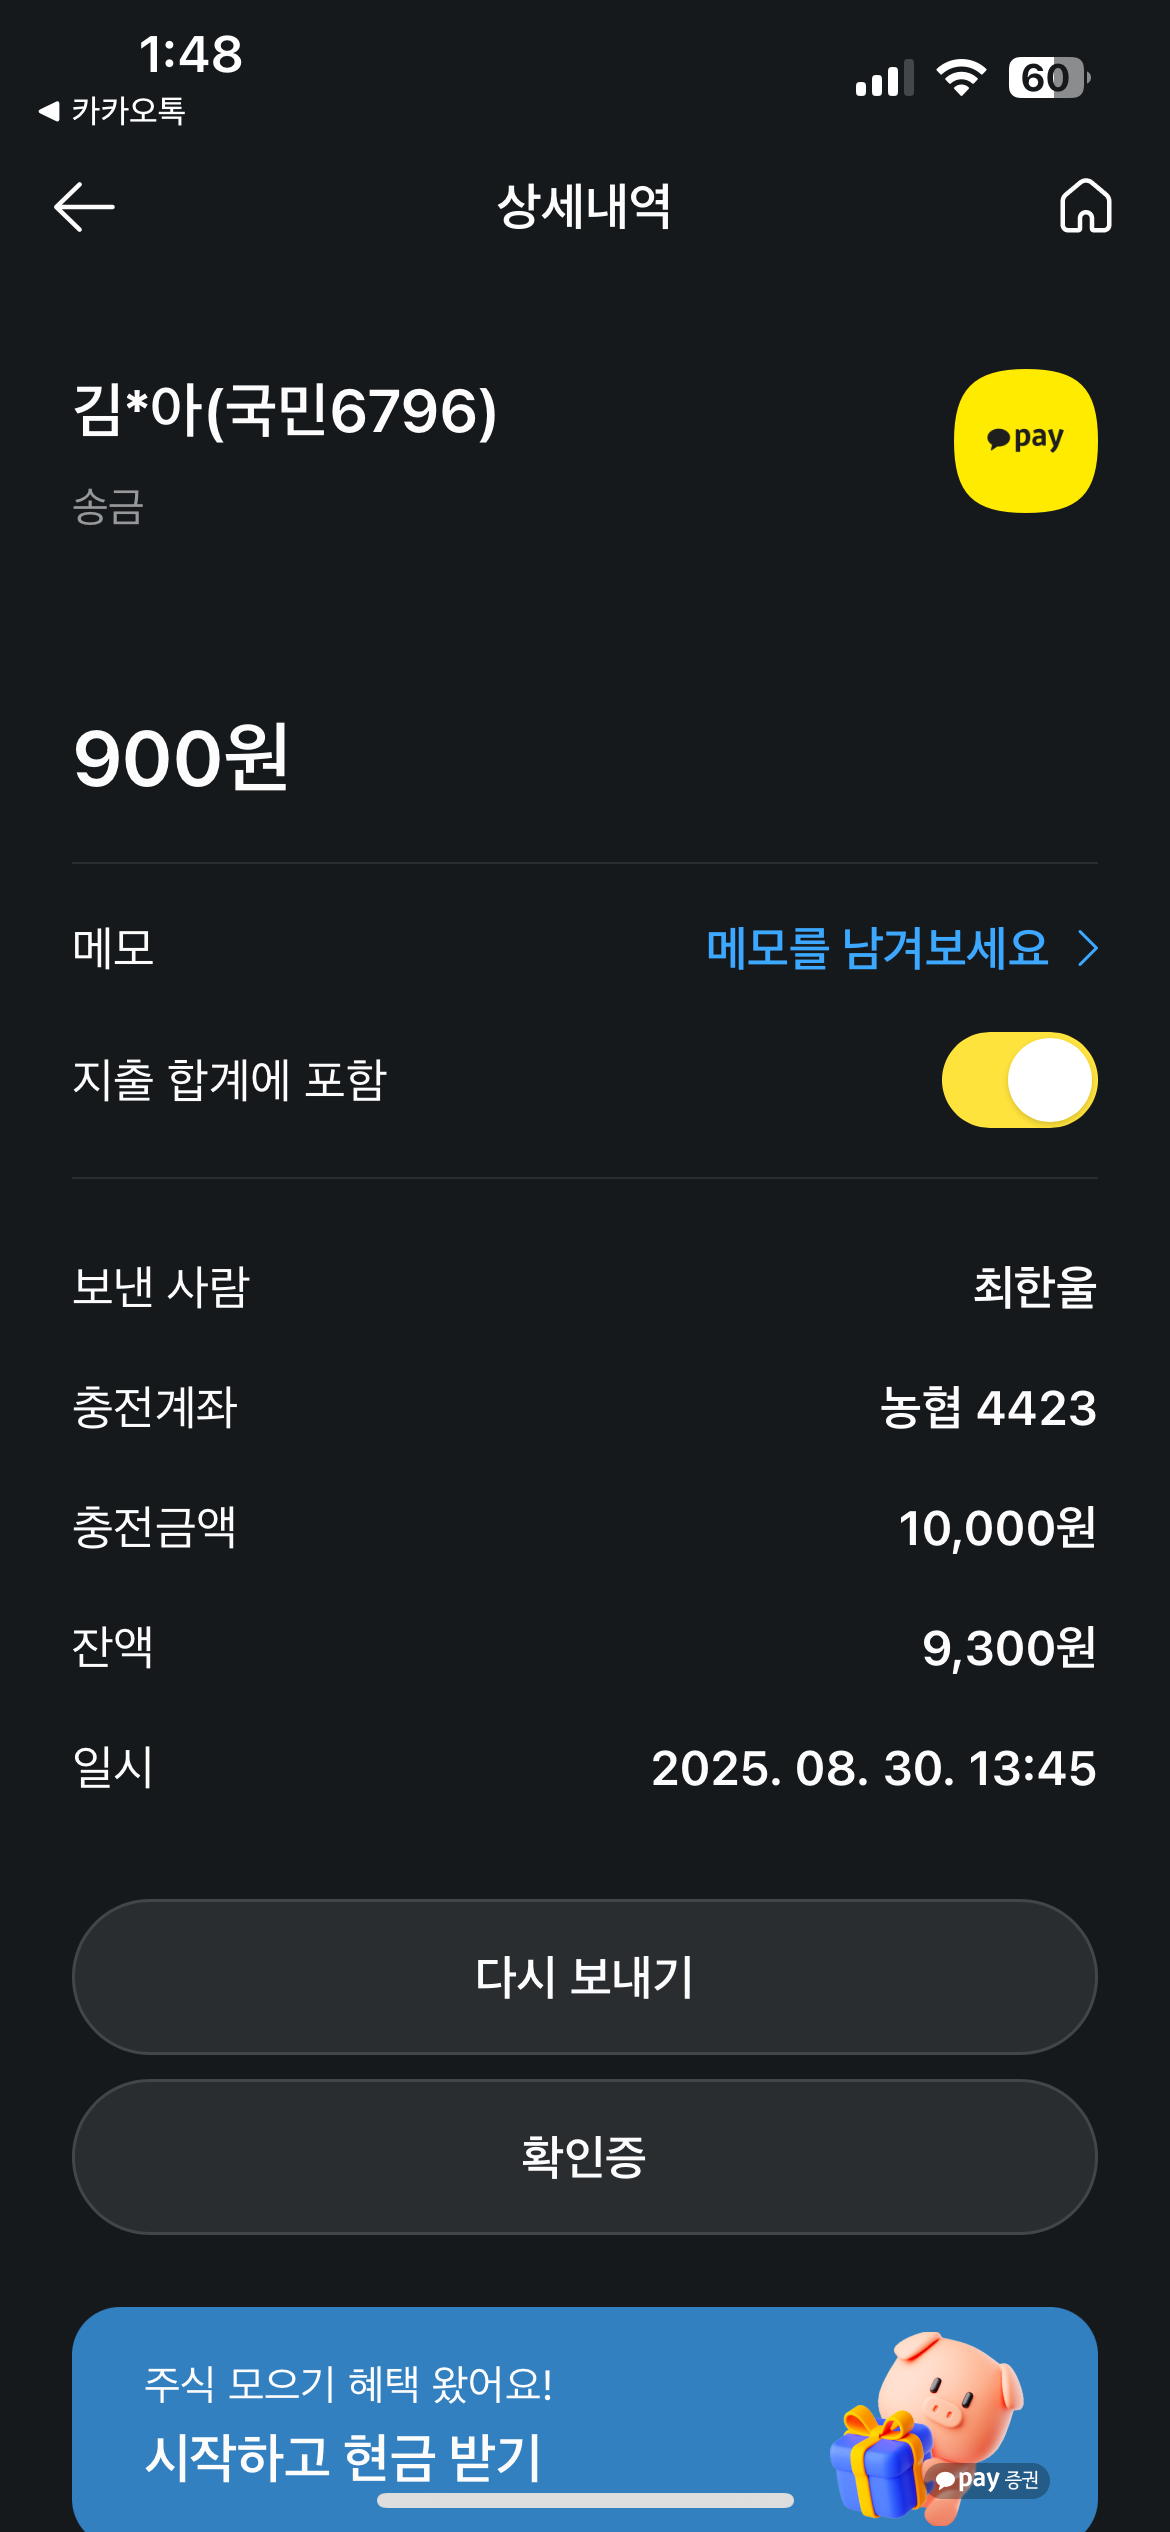 1:48
60
◀ 카카오톡
상세내역
김*아(국민6796)
pay
송금
900원
메모
메모를 남겨보세요
지출 합계에 포함
보낸 사람
최한울
충전계좌
농협 4423
충전금액
10,000원
잔액
9,300원
일시
2025. 08. 30. 13:45
다시 보내기
확인증
주식 모으기 혜택 왔어요!
시작하고 현금 받기
pay 증권